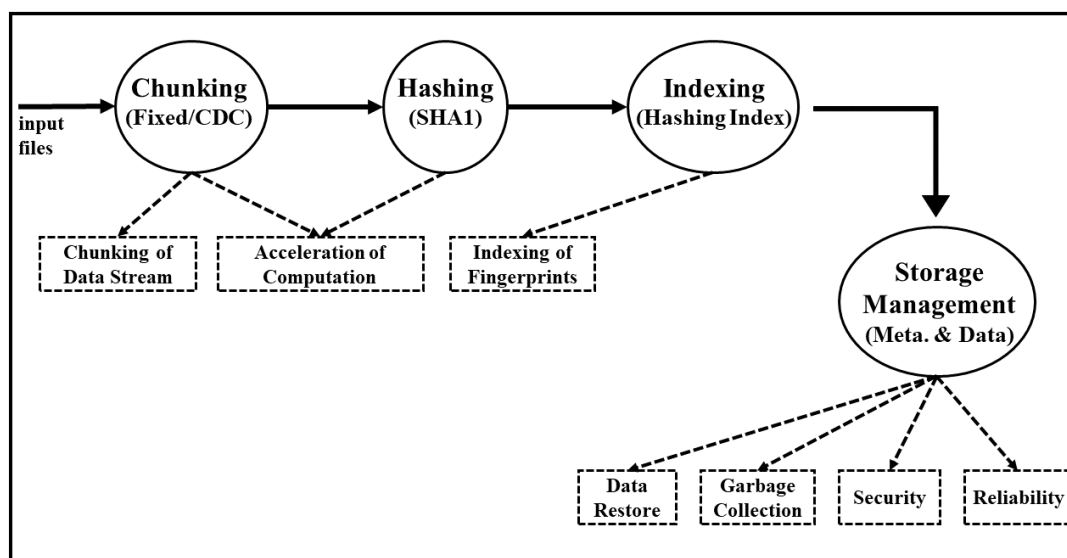 input
files
Chunking
(Fixed/CDC)
Hashing
(SHA1)
Indexing
(Hashing Index)
Chunking of
Data Stream
Acceleration of
Computation
Indexing of
Fingerprints
Storage
Management
(Meta. & Data)
Data
Restore
Garbage
Collection
Security
Reliability